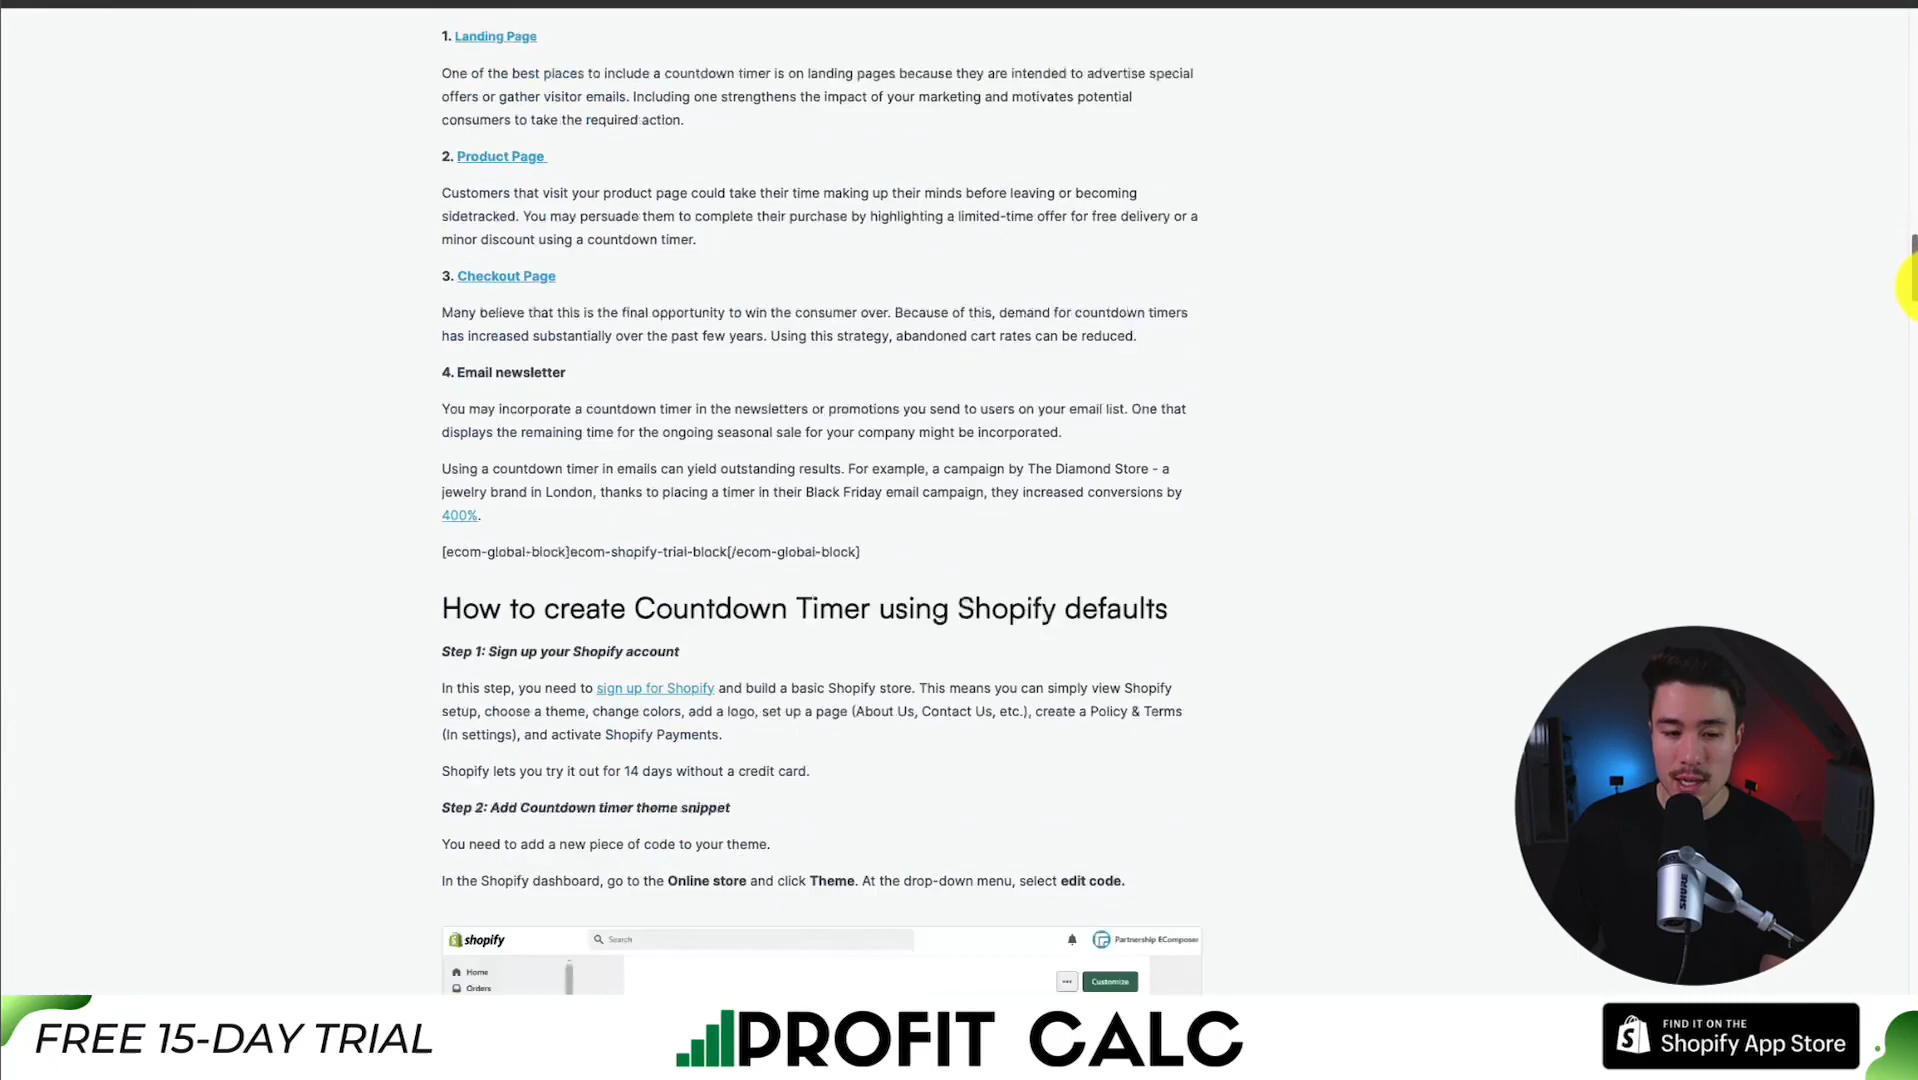 1. Landing Page
One of the best places to include a countdown timer is on landing pages because they are intended to advertise special
offers or gather visitor emails. Including one strengthens the impact of your marketing and motivates potential
consumers to take the required action.
2. Product Page
Customers that visit your product page could take their time making up their minds before leaving or becoming
sidetracked. You may persuade them to complete their purchase by highlighting a limited-time offer for free delivery or a
minor discount using a countdown timer.
3. Checkout Page
Many believe that this is the final opportunity to win the consumer over. Because of this, demand for countdown timers
has increased substantially over the past few years. Using this strategy, abandoned cart rates can be reduced.
4. Email newsletter
You may incorporate a countdown timer in the newsletters or promotions you send to users on your email list. One that
displays the remaining time for the ongoing seasonal sale for your company might be incorporated.
Using a countdown timer in emails can yield outstanding results. For example, a campaign by The Diamond Store - a
jewelry brand in London, thanks to placing a timer in their Black Friday email campaign, they increased conversions by
400%.
[ecom-global-block]ecom-shopify-trial-block[/ecom-global-block]
How to create Countdown Timer using Shopify defaults
Step 1: Sign up your Shopify account
In this step, you need to sign up for Shopify and build a basic Shopify store. This means you can simply view Shopify
setup, choose a theme, change colors, add a logo, set up a page (About Us, Contact Us, etc.), create a Policy & Terms
(In settings), and activate Shopify Payments.
Shopify lets you try it out for 14 days without a credit card.
Step 2: Add Countdown timer theme snippet
You need to add a new piece of code to your theme.
In the Shopify dashboard, go to the Online store and click Theme. At the drop-down menu, select edit code.
shopify
Search
Partnership EComposer
Home
Customize
Orders
SHURE
FREE 15-DAY TRIAL
PROFIT CALC
FIND IT ON THE
Shopify App Store